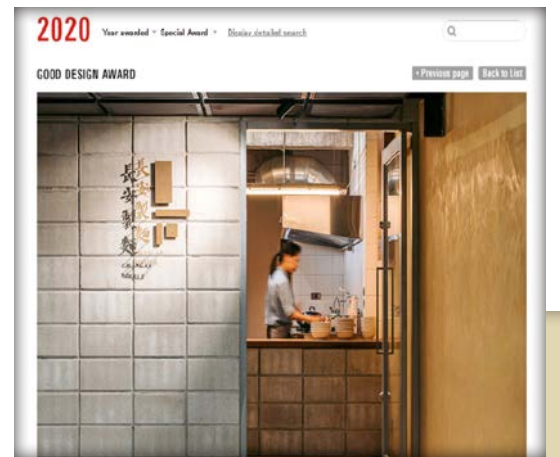 2020 Year awarded Special Award Display detailed search
GOOD DESIGN AWARD Previous page Back to List
長安製麵